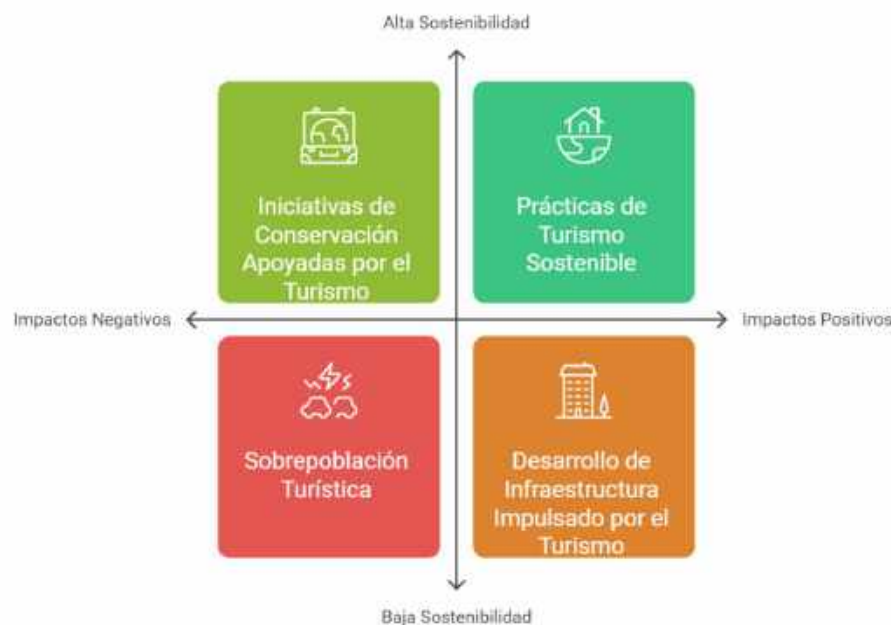 Alta Sostenibilidad
Iniciativas de
Conservación
Apoyadas por el
Turismo
Prácticas de
Turismo
Sostenible
Impactos Negativos
Impactos Positivos
Sobrepoblación
Turística
Desarrollo de
Infraestructura
Impulsado por el
Turismo
Baja Sostenibilidad